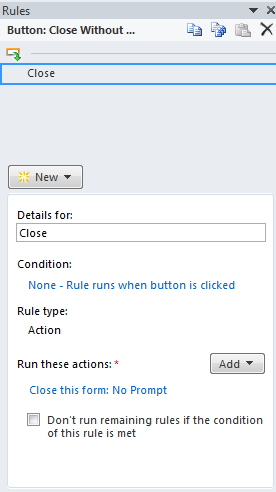 Rules
Button: Close Without ...
Close
New
Details for:
Close
Condition:
None - Rule runs when button is clicked
Rule type:
Action
Run these actions: *
Add
Close this form: No Prompt
Don't run remaining rules if the condition
of this rule is met